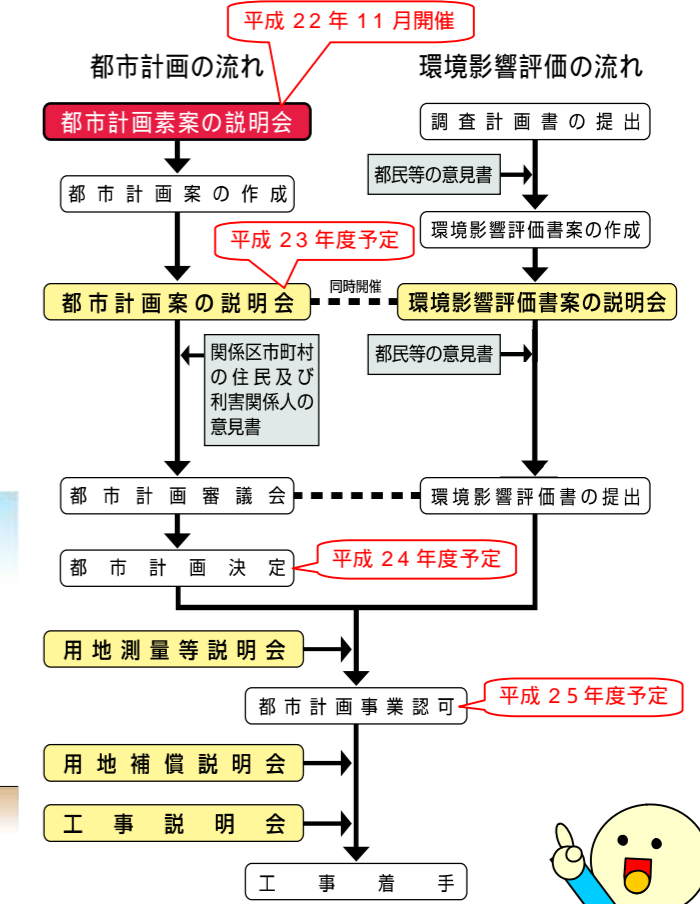 平成22年11月開催
都市計画の流れ
環境影響評価の流れ
都市計画素案の説明会
調査計画書の提出
都民等の意見書
都市計画案の作成
環境影響評価書案の作成
平成23年度予定
都市計画案の説明会
同時開催
環境影響評価書案の説明会
関係区市町村
の住民及び
利害関係人の
意見書
都民等の意見書
都市計画審議会
環境影響評価書の提出
都市計画決定
平成24年度予定
用地測量等説明会
都市計画事業認可
平成25年度予定
用地補償説明会
工事説明会
工事着手